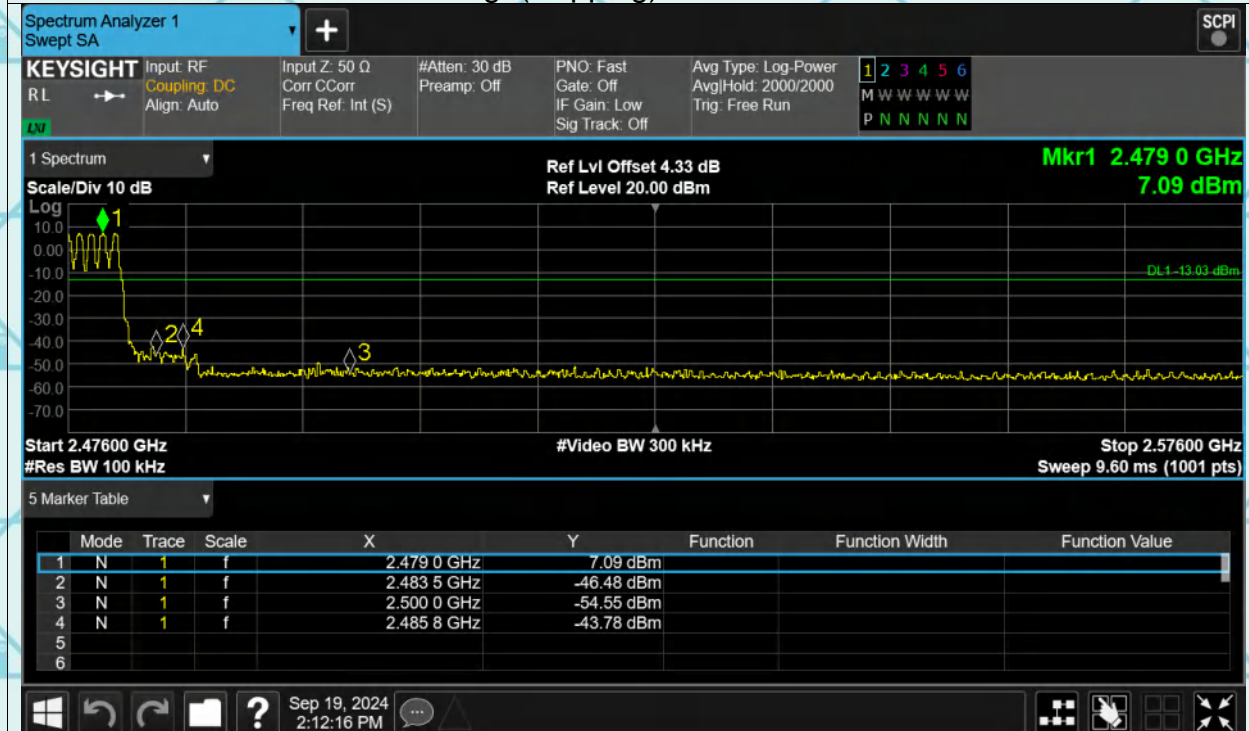 Spectrum Analyzer 1
Swept SA
+
SCPI
KEYSIGHT Input: RF Input Z: 50 Ω #Atten: 30 dB PNO: Fast Avg Type: Log-Power 1 2 3 4 5 6
RL Coupling: DC Corr CCorr Preamp: Off Gate: Off Avg|Hold: 2000/2000 M W W W W W
Align: Auto Freq Ref: Int (S) IF Gain: Low Trig: Free Run
LXI Sig Track: Off P N N N N N N
1 Spectrum Ref Lvl Offset 4.33 dB Mkr1 2.479 0 GHz
Scale/Div 10 dB Ref Level 20.00 dBm 7.09 dBm
Log
10.0 1
0.00
-10.0 DL1 -13.03 dBm
-20.0
-30.0
-40.0 2 4
-50.0 3
-60.0
-70.0
Start 2.47600 GHz #Video BW 300 kHz Stop 2.57600 GHz
#Res BW 100 kHz Sweep 9.60 ms (1001 pts)
5 Marker Table
Mode Trace Scale X Y Function Function Width Function Value
1 N 1 f 2.479 0 GHz 7.09 dBm
2 N 1 f 2.483 5 GHz -46.48 dBm
3 N 1 f 2.500 0 GHz -54.55 dBm
4 N 1 f 2.485 8 GHz -43.78 dBm
5
6
? Sep 19, 2024
2:12:16 PM